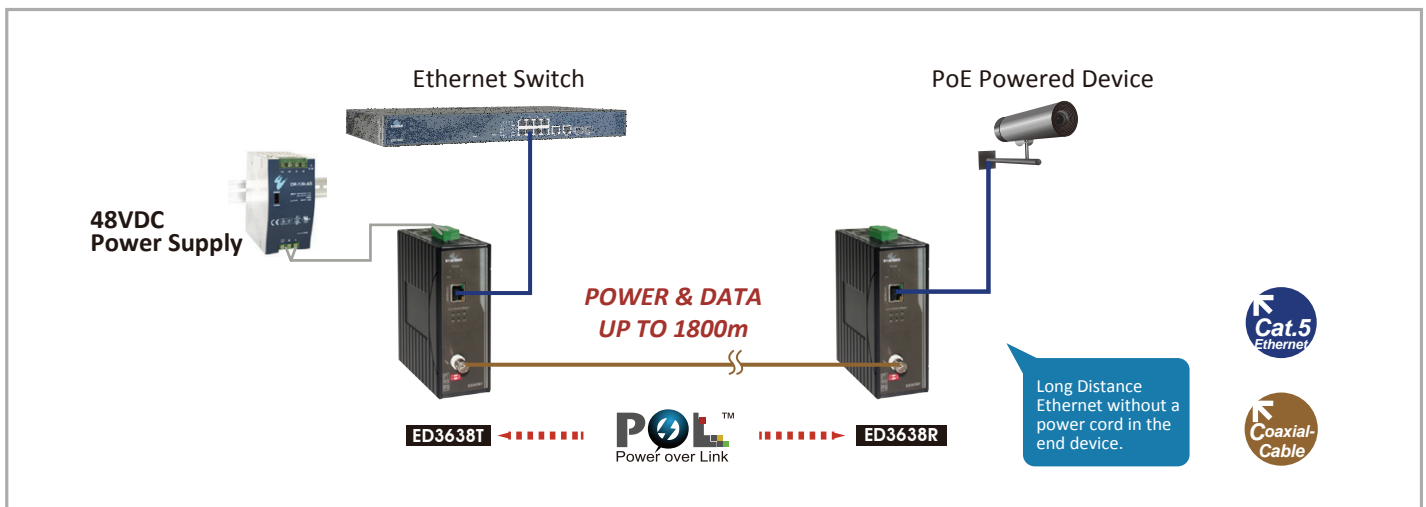 Ethernet Switch
PoE Powered Device
48VDC
Power Supply
POWER & DATA
UP TO 1800m
Cat.5
Ethernet
Long Distance
Ethernet without a
power cord in the
end device.
Coaxial-
Cable
ED3638T
POL™
Power over Link
ED3638R